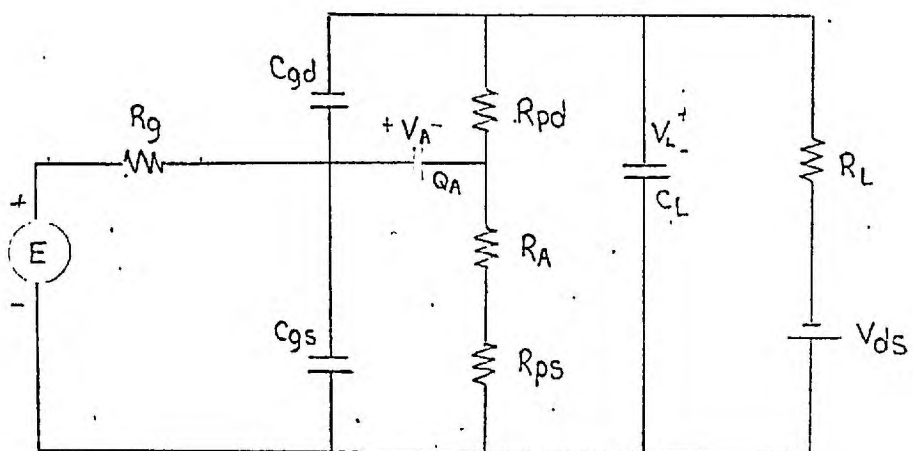 Cgd
Rg
+ VA -
Rpd
QA
VL
+
-
CL
RL
+
E
-
RA
Cgs
Rps
Vds